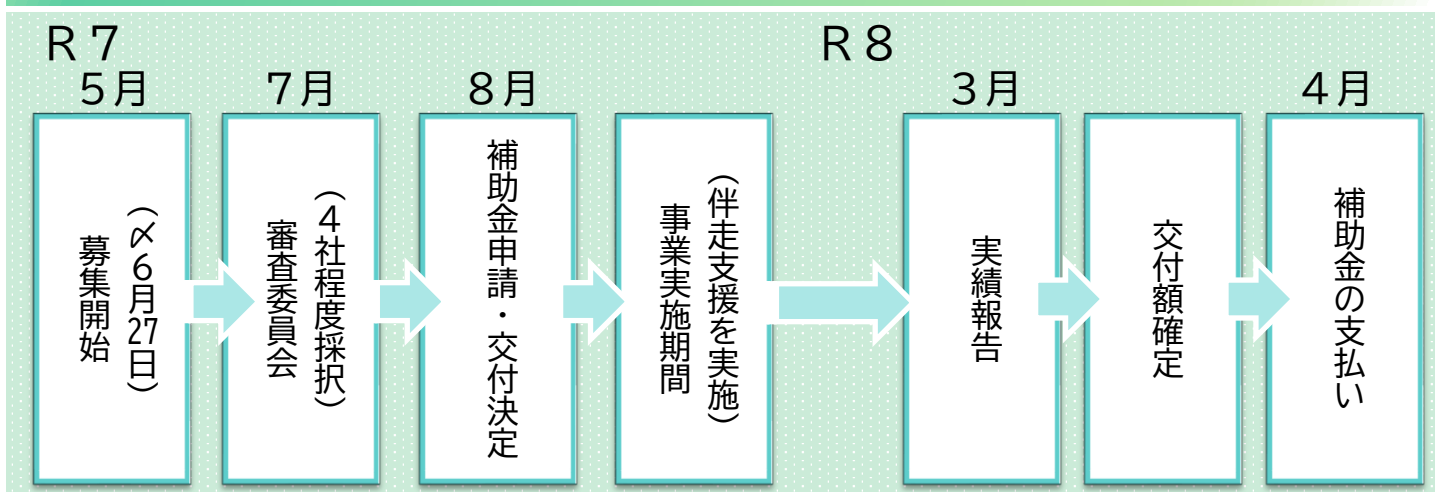 R7
R8
5月
7月
8月
3月
4月
募集開始
(〆6月27日)
審査委員会
(4社程度採択)
補助金申請・交付決定
事業実施期間
(伴走支援を実施)
実績報告
交付額確定
補助金の支払い